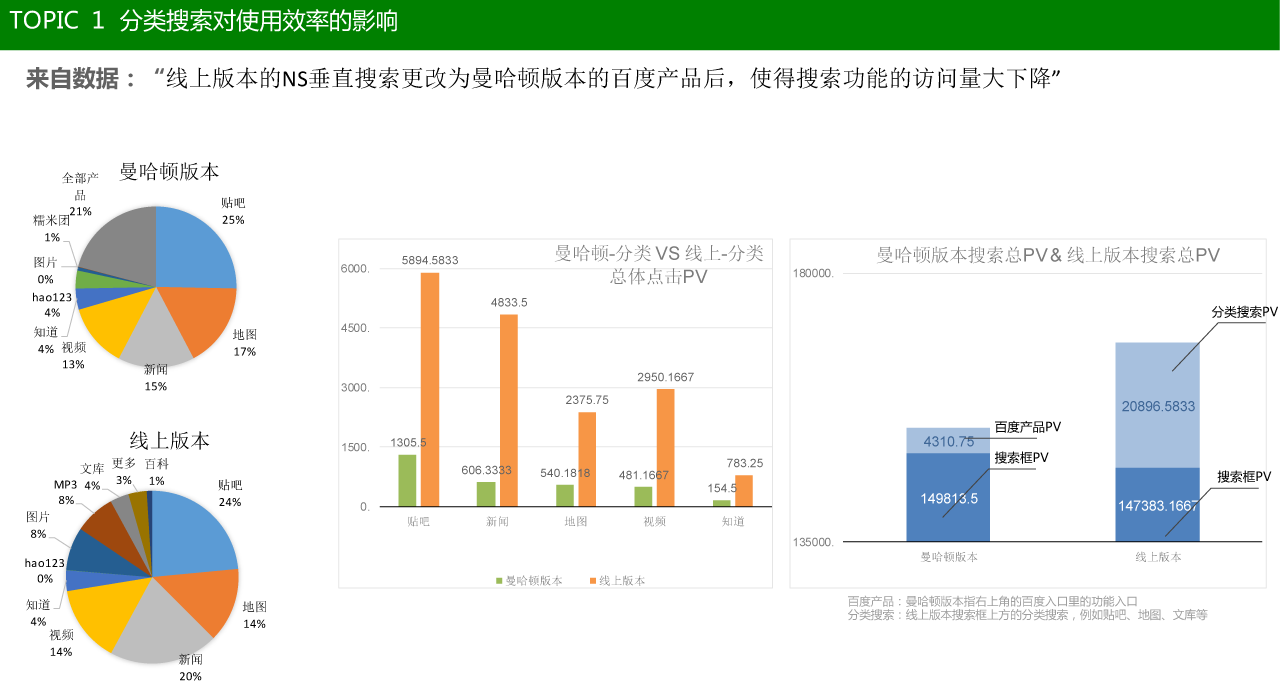 TOPIC 1 分类搜索对使用效率的影响
来自数据：“线上版本的NS垂直搜索更改为曼哈顿版本的百度产品后，使得搜索功能的访问量大下降”
曼哈顿版本
全部产
品
21%
糯米团
1%
图片
0%
hao123
4%
知道
4%
视频
13%
新闻
15%
地图
17%
贴吧
25%
线上版本
百科
1%
更多
3%
文库
4%
MP3
8%
图片
8%
hao123
0%
知道
4%
视频
14%
新闻
20%
地图
14%
贴吧
24%
曼哈顿-分类 VS 线上-分类
总体点击PV
6000.
4500.
3000.
1500.
0.
1305.5
5894.5833
606.3333
4833.5
540.1818
2375.75
481.1667
2950.1667
154.5
783.25
贴吧
新闻
地图
视频
知道
曼哈顿版本
线上版本
曼哈顿版本搜索总PV& 线上版本搜索总PV
180000.
135000.
4310.75
149813.5
百度产品PV
搜索框PV
20896.5833
147383.1667
分类搜索PV
搜索框PV
曼哈顿版本
线上版本
百度产品：曼哈顿版本指右上角的百度入口里的功能入口
分类搜索：线上版本搜索框上方的分类搜索，例如贴吧、地图、文库等